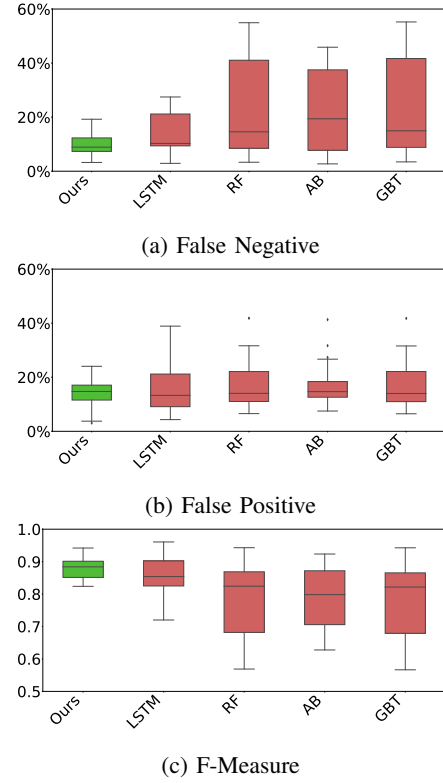 60%
40%
20%
0%
Ours
LSTM
RF
AB
GBT
(a) False Negative
60%
40%
20%
0%
Ours
LSTM
RF
AB
GBT
(b) False Positive
1.0
0.9
0.8
0.7
0.6
0.5
Ours
LSTM
RF
AB
GBT
(c) F-Measure